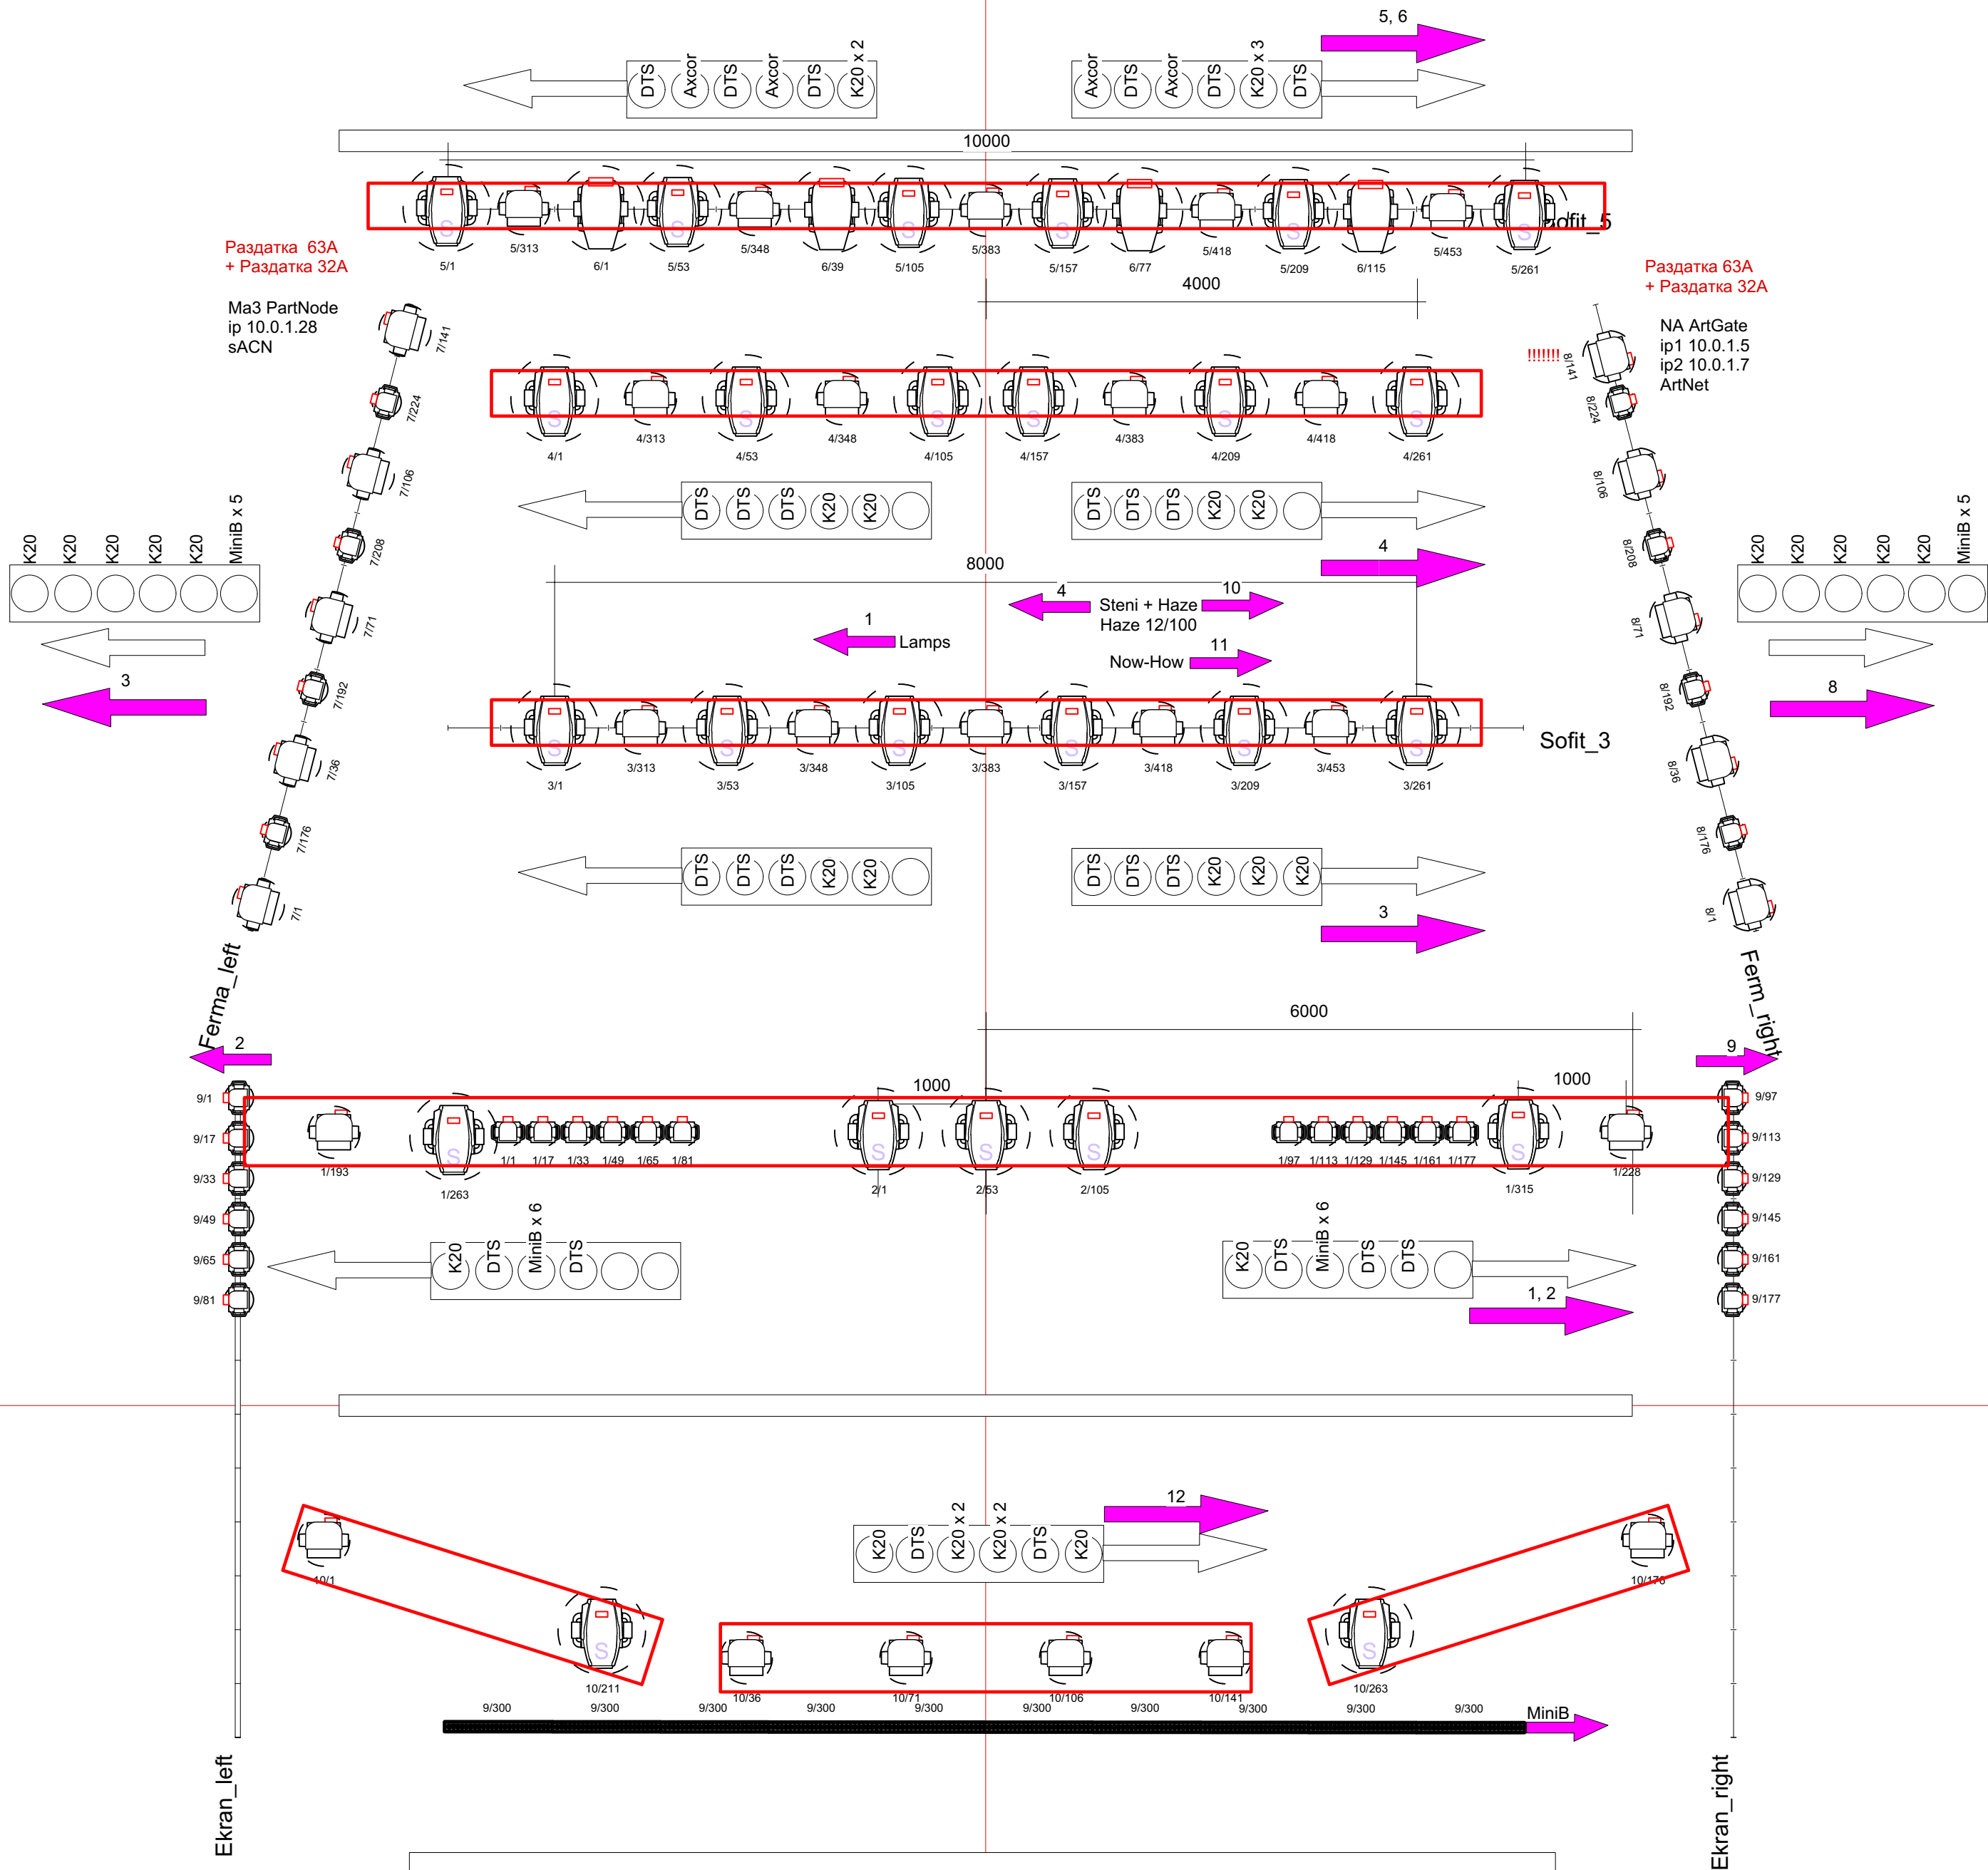 5, 6
DTS
Axcor
DTS
Axcor
DTS
K20 x 2
Axcor
DTS
Axcor
DTS
K20 x 3
DTS
10000
S
S
S
S
S
S
Sofit_5
5/1
5/313
6/1
5/53
5/348
6/39
5/105
5/383
5/157
6/77
5/418
5/209
6/115
5/453
5/261
Раздатка 63А
+ Раздатка 32А
Раздатка 63А
+ Раздатка 32А
4000
Ma3 PartNode
ip 10.0.1.28
sACN
NA ArtGate
ip1 10.0.1.5
ip2 10.0.1.7
ArtNet
!!!!!!!
7/141
7/224
7/106
7/208
7/71
7/192
7/36
7/176
7/1
8/141
8/224
8/106
8/208
8/71
8/192
8/36
8/176
8/1
S
S
S
S
S
S
4/1
4/313
4/53
4/348
4/105
4/157
4/383
4/209
4/418
4/261
DTS
DTS
DTS
K20
K20
DTS
DTS
DTS
K20
K20
K20
K20
K20
K20
K20
MiniB x 5
K20
K20
K20
K20
K20
MiniB x 5
4
8000
4
Steni + Haze
10
Haze 12/100
1
Lamps
11
Now-How
3
8
S
S
S
S
S
S
Sofit_3
3/1
3/313
3/53
3/348
3/105
3/383
3/157
3/418
3/209
3/453
3/261
DTS
DTS
DTS
K20
K20
DTS
DTS
DTS
K20
K20
K20
3
Ferma_left
Ferm_right
6000
2
9
1000
1000
9/1
9/17
9/33
9/49
9/65
9/81
9/97
9/113
9/129
9/145
9/161
9/177
S
S
S
S
S
1/193
1/263
1/1
1/17
1/33
1/49
1/65
1/81
2/1
2/53
2/105
1/97
1/113
1/129
1/145
1/161
1/177
1/315
1/228
K20
DTS
MiniB x 6
DTS
K20
DTS
MiniB x 6
DTS
DTS
1, 2
12
K20
DTS
K20 x 2
K20 x 2
DTS
K20
10/1
10/176
S
S
10/211
10/36
10/71
10/106
10/141
10/263
9/300
9/300
9/300
9/300
9/300
9/300
9/300
9/300
9/300
9/300
MiniB
Ekran_left
Ekran_right